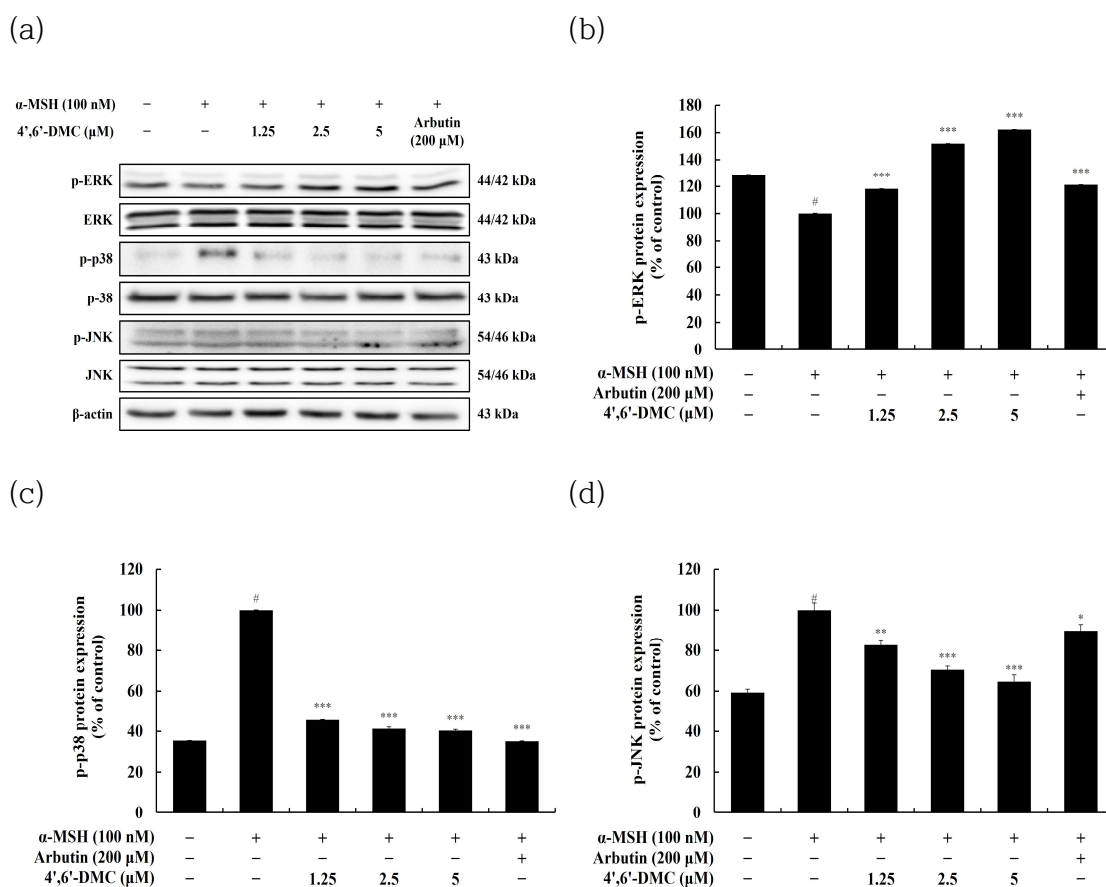 (a)
α-MSH (100 nM) – + + + + +
4',6'-DMC (μM) – – 1.25 2.5 5 Arbutin
(200 μM)
p-ERK 44/42 kDa
ERK 44/42 kDa
p-p38 43 kDa
p-38 43 kDa
p-JNK 54/46 kDa
JNK 54/46 kDa
β-actin 43 kDa
(b)
p-ERK protein expression
(% of control)
180
160
140
120
100
80
60
40
20
0
#
***
***
***
***
α-MSH (100 nM) – + + + + +
Arbutin (200 μM) – – – – – +
4',6'-DMC (μM) – – 1.25 2.5 5 –
(c)
p-p38 protein expression
(% of control)
120
100
80
60
40
20
0
#
***
***
***
***
α-MSH (100 nM) – + + + + +
Arbutin (200 μM) – – – – – +
4',6'-DMC (μM) – – 1.25 2.5 5 –
(d)
p-JNK protein expression
(% of control)
120
100
80
60
40
20
0
#
**
***
***
*
α-MSH (100 nM) – + + + + +
Arbutin (200 μM) – – – – – +
4',6'-DMC (μM) – – 1.25 2.5 5 –